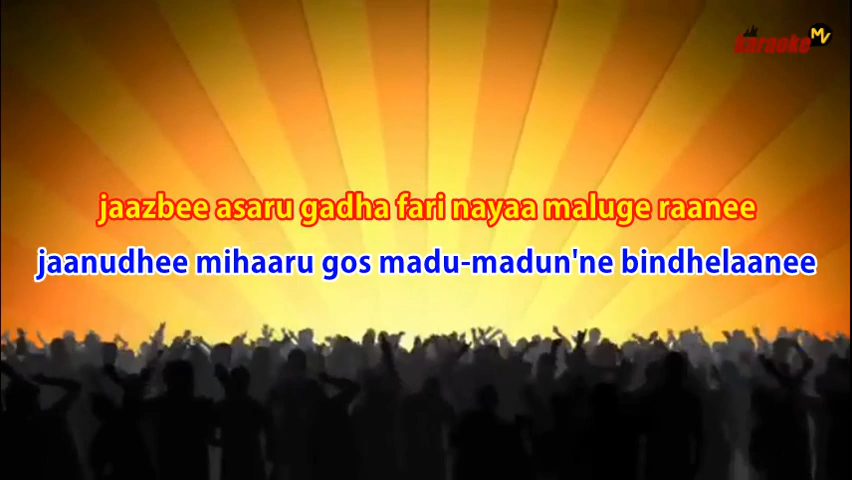 karaoke MV
jaazbee asaru gadha fari nayaa maluge raanee
jaanudhee mihaaru gos madu-madun'ne bindhelaanee